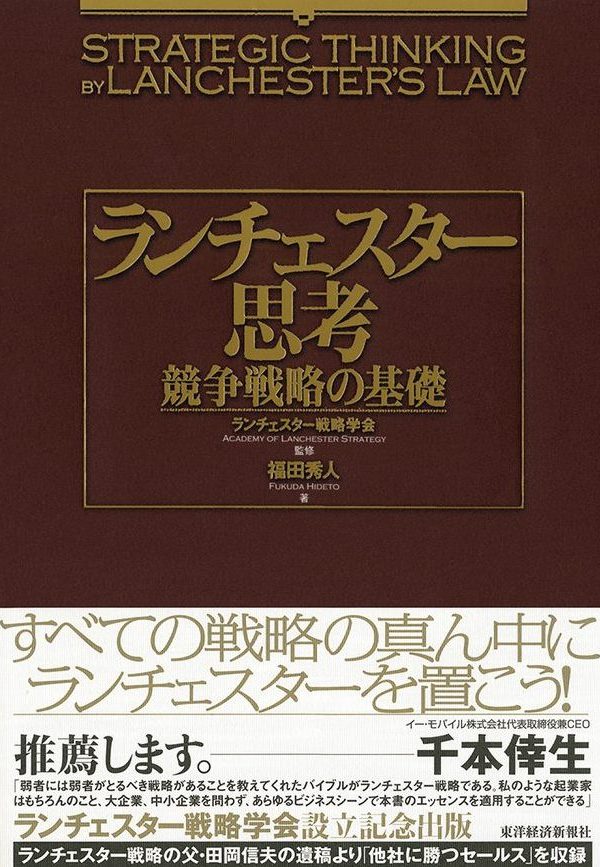 STRATEGIC THINKING
BY LANCHESTER'S LAW
ランチェスター
思考
競争戦略の基礎
ランチェスター戦略学会
ACADEMY OF LANCHESTER STRATEGY
監修
福田秀人
FUKUDA HIDETO
著
すべての戦略の真ん中に
ランチェスターを置こう!
イー・モバイル株式会社代表取締役兼CEO
推薦します。——千本倖生
「弱者には弱者がとるべき戦略があることを教えてくれたバイブルがランチェスター戦略である。私のような起業家
はもちろんのこと、大企業、中小企業を問わず、あらゆるビジネスシーンで本書のエッセンスを適用することができる」
ランチェスター戦略学会設立記念出版 東洋経済新報社
ランチェスター戦略の父・田岡信夫の遺稿より「他社に勝つセールス」を収録